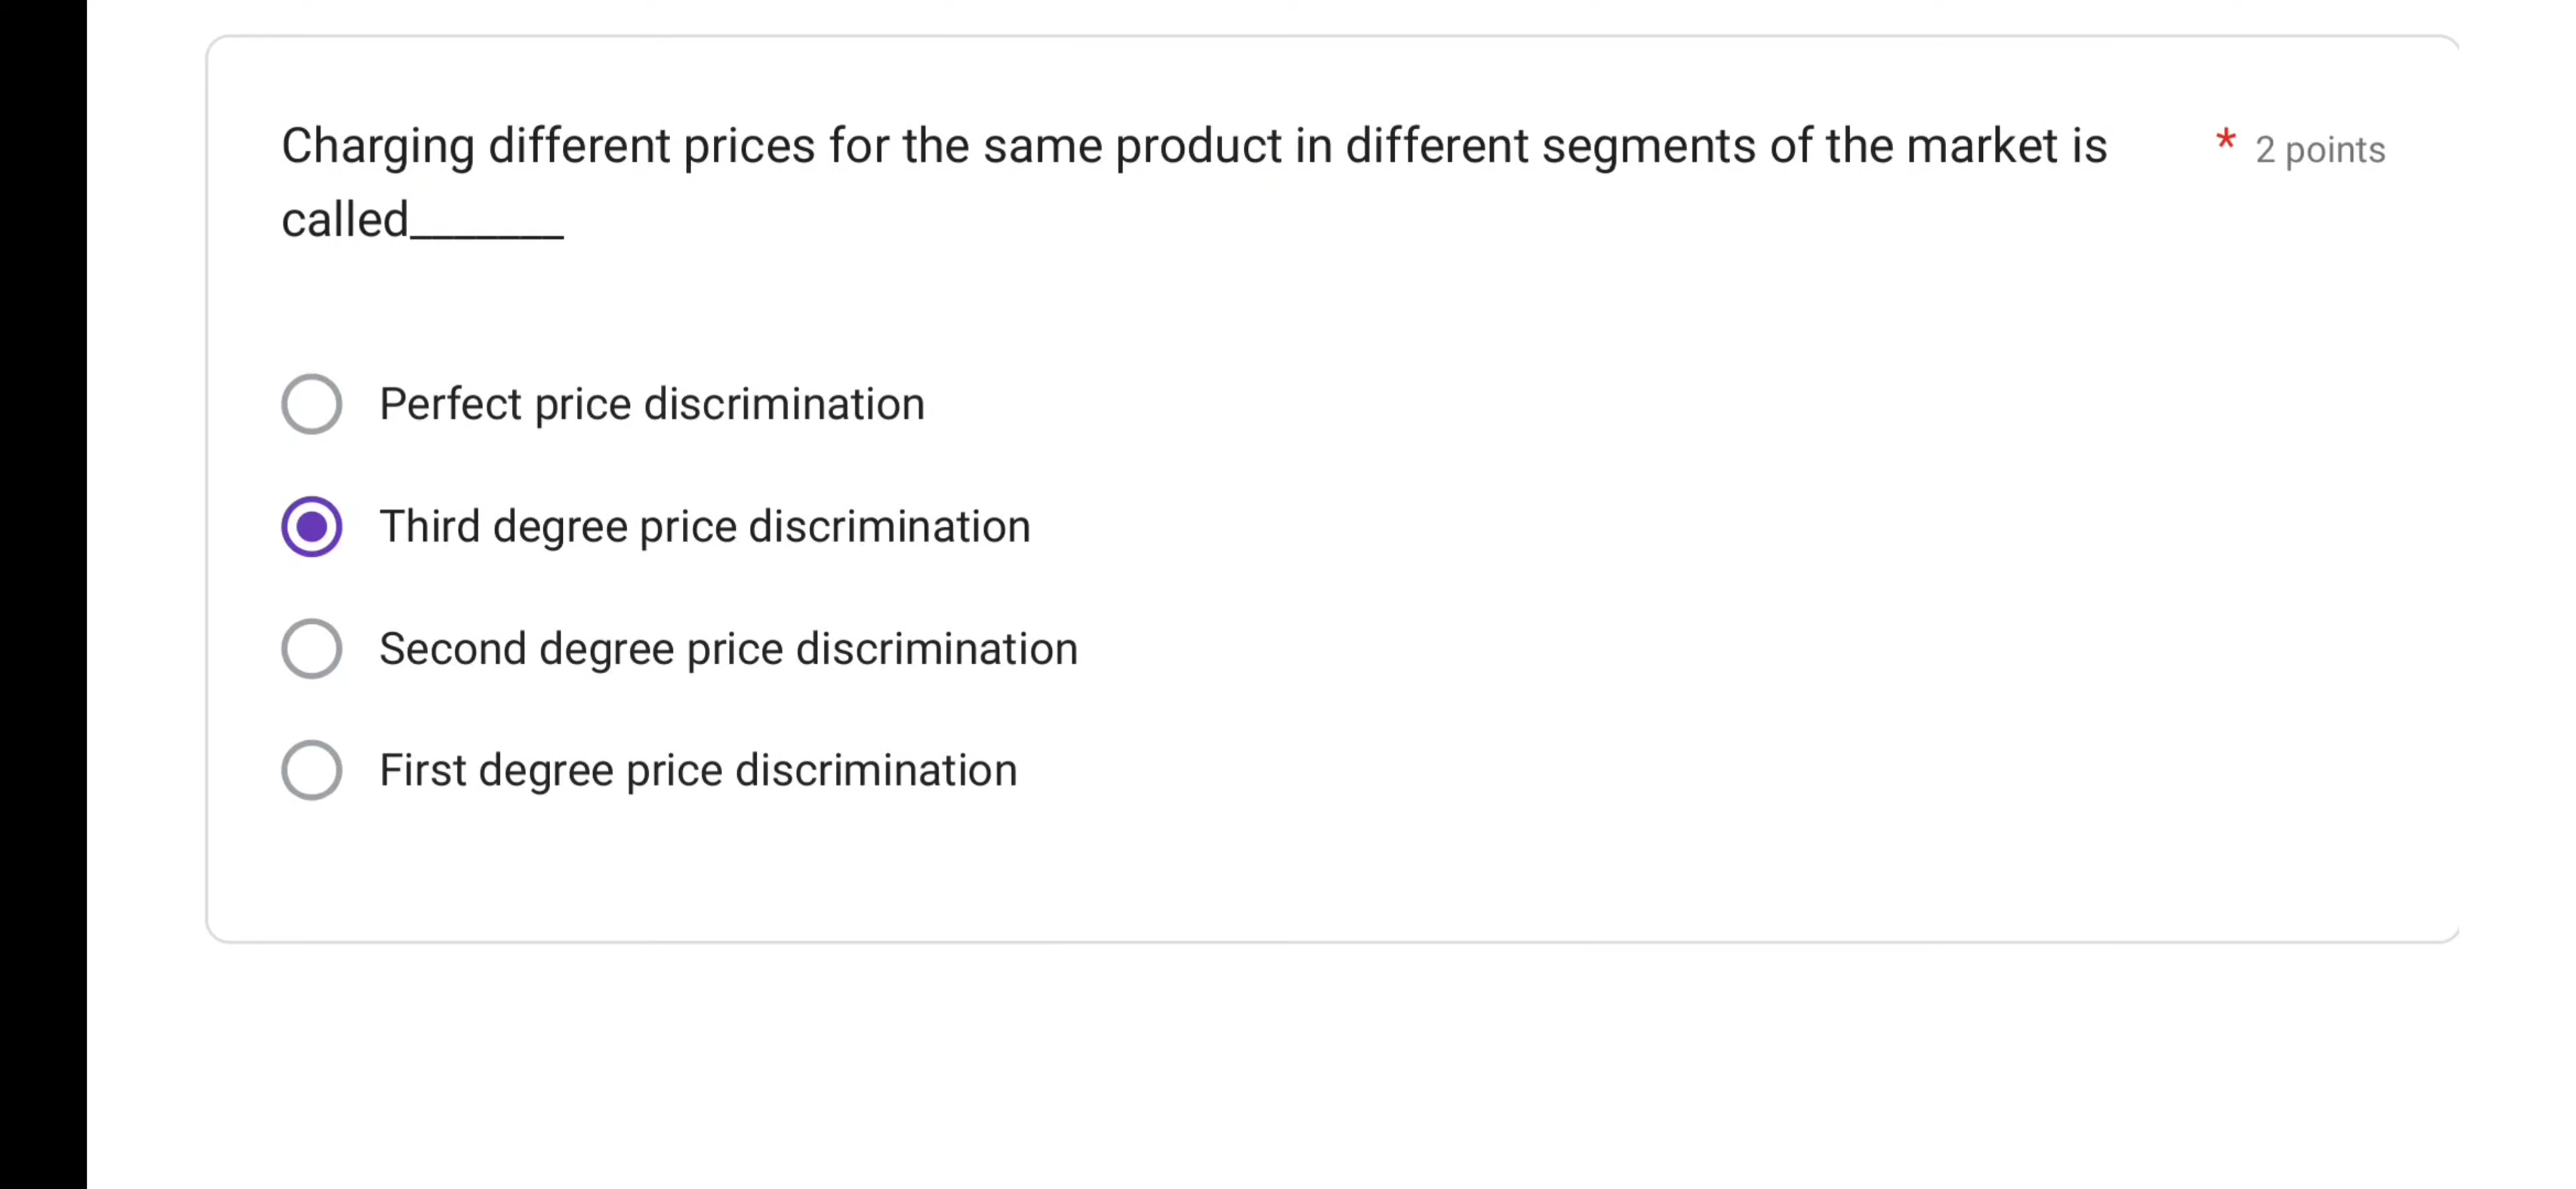 Charging different prices for the same product in different segments of the market is * 2 points
called_______
Perfect price discrimination
Third degree price discrimination
Second degree price discrimination
First degree price discrimination